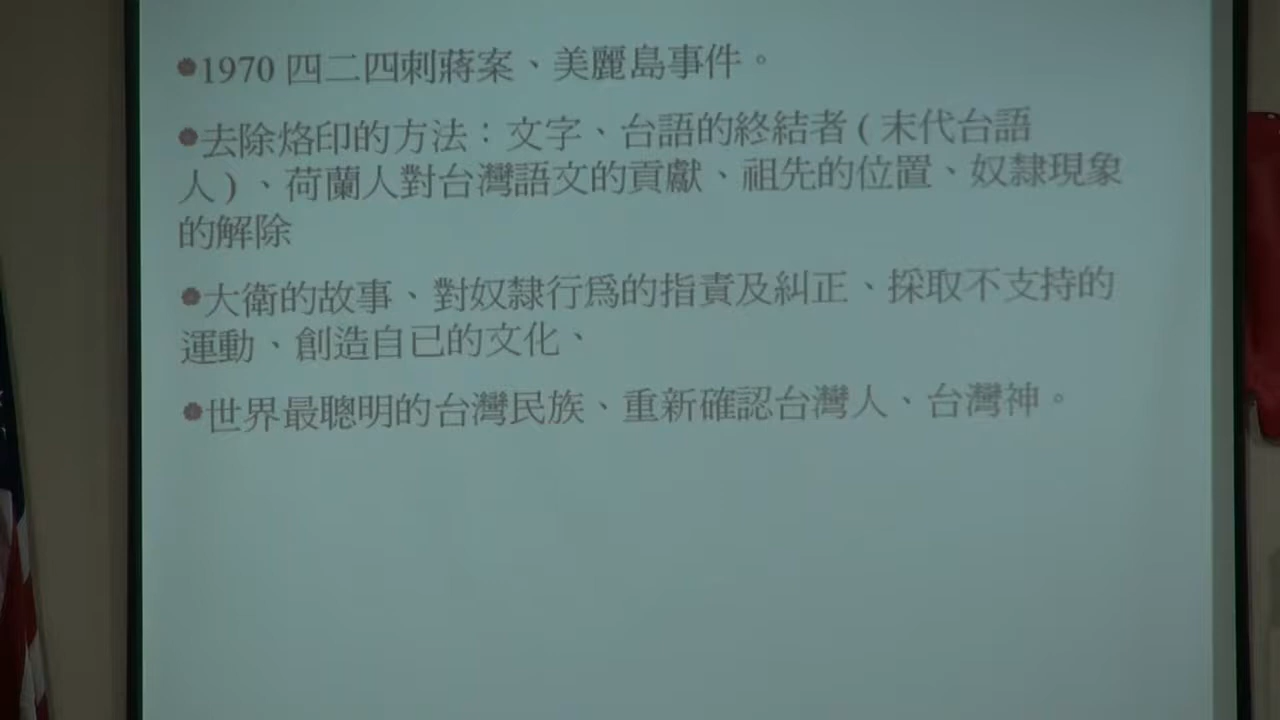 1970 四二四刺蔣案、美麗島事件。
去除烙印的方法：文字、台語的終結者 ( 末代台語
人 ) 、荷蘭人對台灣語文的貢獻、祖先的位置、奴隸現象
的解除
大衛的故事、對奴隸行爲的指責及糾正、採取不支持的
運動、創造自已的文化、
世界最聰明的台灣民族、重新確認台灣人、台灣神。